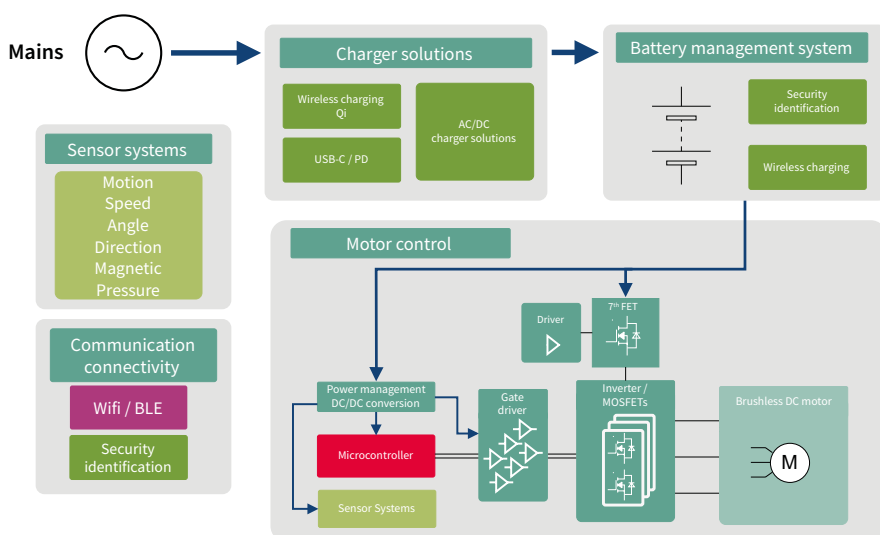 Mains
Charger solutions
Wireless charging
Qi
USB-C / PD
AC/DC
charger solutions
Battery management system
Security
identification
Wireless charging
Sensor systems
Motion
Speed
Angle
Direction
Magnetic
Pressure
Communication
connectivity
Wifi / BLE
Security
identification
Motor control
Driver
7th FET
Power management
DC/DC conversion
Microcontroller
Sensor Systems
Gate
driver
Inverter /
MOSFETs
Brushless DC motor
M